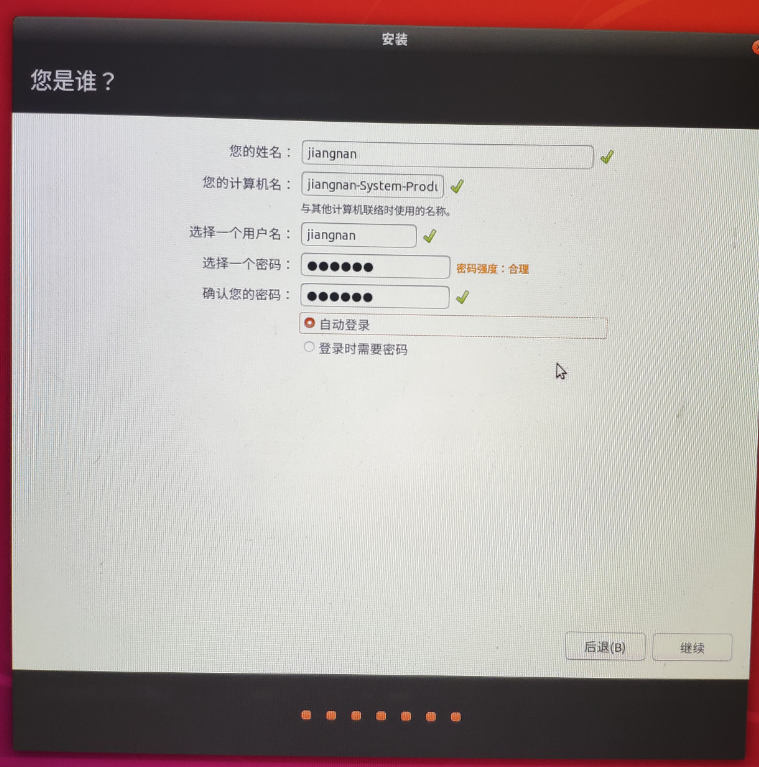 安装
您是谁？
您的姓名： jiangnan
您的计算机名： jiangnan-System-Produ
与其他计算机联络时使用的名称。
选择一个用户名： jiangnan
选择一个密码： ●●●●●● 密码强度：合理
确认您的密码： ●●●●●●
自动登录
登录时需要密码
后退(B) 继续